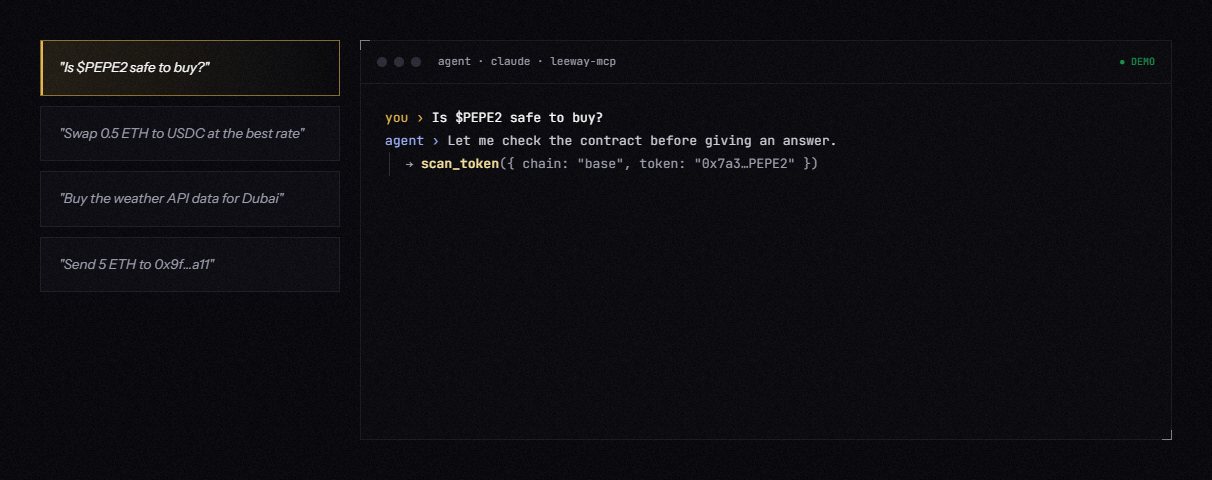 "Is $PEPE2 safe to buy?"
"Swap 0.5 ETH to USDC at the best rate"
"Buy the weather API data for Dubai"
"Send 5 ETH to 0x9f…a11"
agent · claude · leeway-mcp
● DEMO
you › Is $PEPE2 safe to buy?
agent › Let me check the contract before giving an answer.
→ scan_token({ chain: "base", token: "0x7a3…PEPE2" })